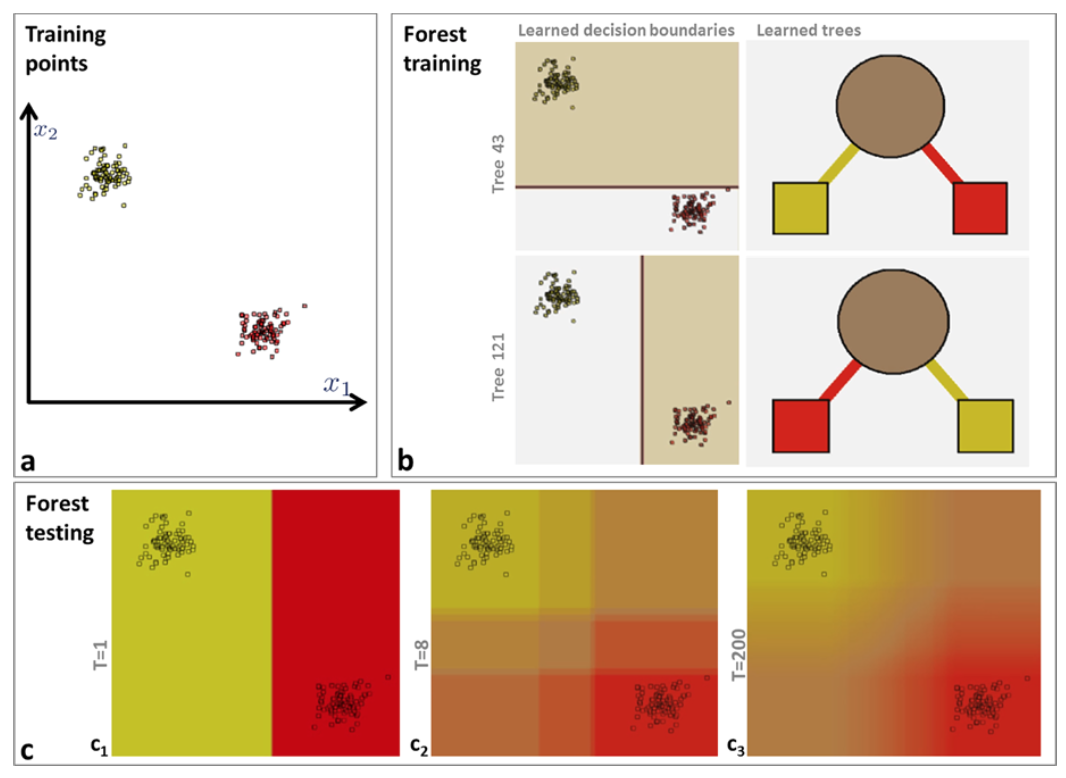 Training
points
x₂
x₁
a
Forest
training
Learned decision boundaries
Learned trees
Tree 43
Tree 121
b
Forest
testing
T=1
T=8
T=200
c
c₁
c₂
c₃